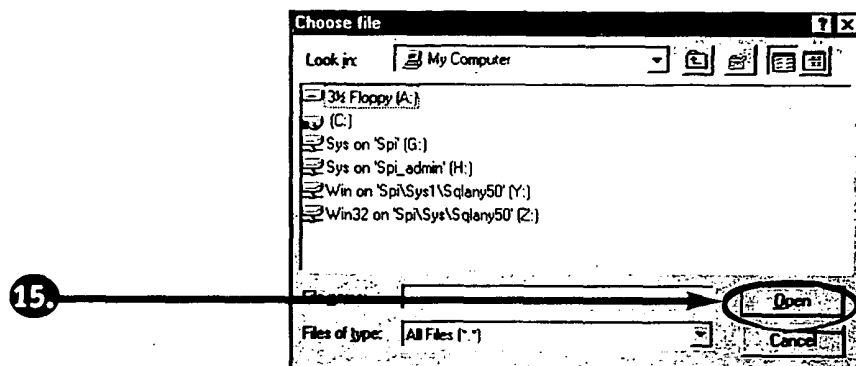 Choose file
Look in: My Computer
3½ Floppy (A:)
(C:)
Sys on 'Spi' (G:)
Sys on 'Spi_admin' (H:)
Win on 'Spi\Sys1\Sqlany50' (Y:)
Win32 on 'Spi\Sys\Sqlany50' (Z:)
15.
Open
Files of type: All Files (*.*)
Cancel